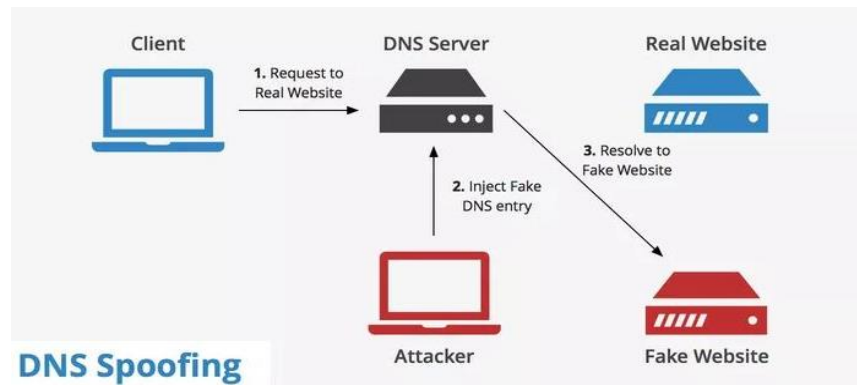 Client
DNS Server
Real Website
1. Request to
Real Website
3. Resolve to
Fake Website
2. Inject Fake
DNS entry
Attacker
Fake Website
DNS Spoofing